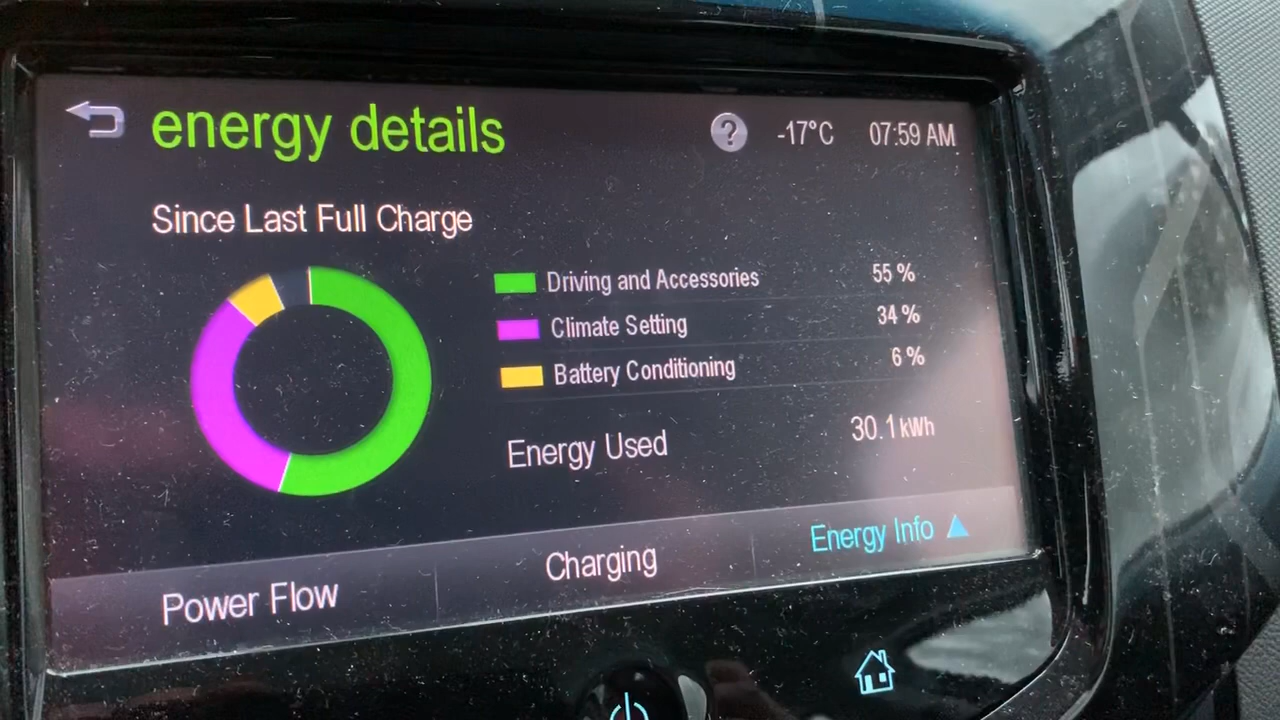 energy details
?
-17°C
07:59 AM
Since Last Full Charge
Driving and Accessories 55 %
Climate Setting 34 %
Battery Conditioning 6 %
Energy Used 30.1 kWh
Power Flow
Charging
Energy Info